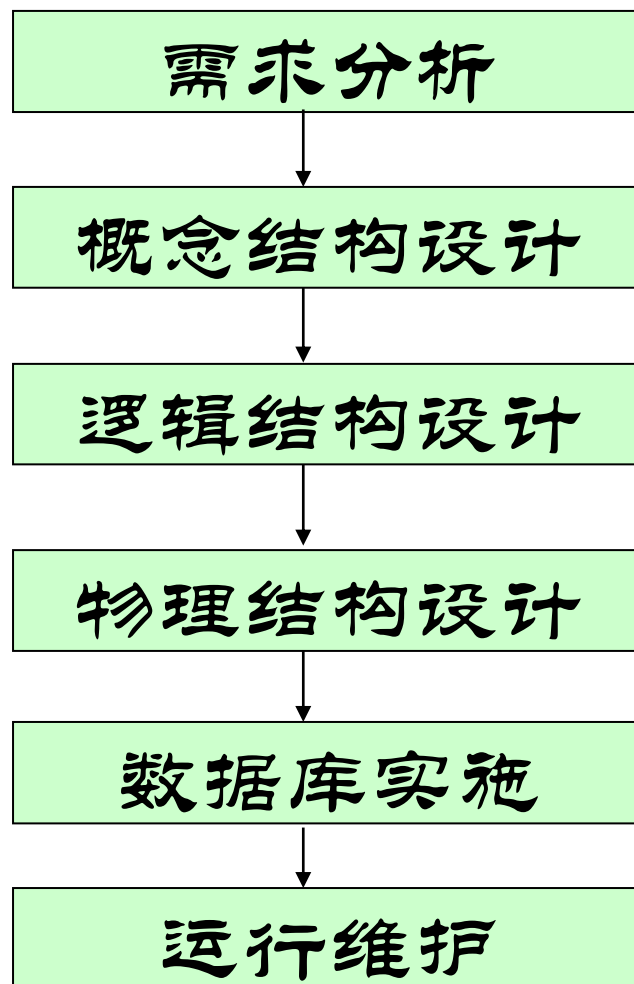 需求分析
概念结构设计
逻辑结构设计
物理结构设计
数据库实施
运行维护